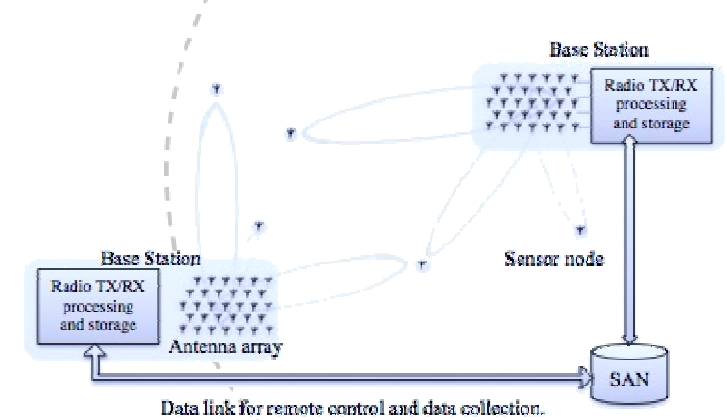 Base Station
Radio TX/RX
processing
and storage
Sensor node
Base Station
Radio TX/RX
processing
and storage
Antenna array
SAN
Data link for remote control and data collection.